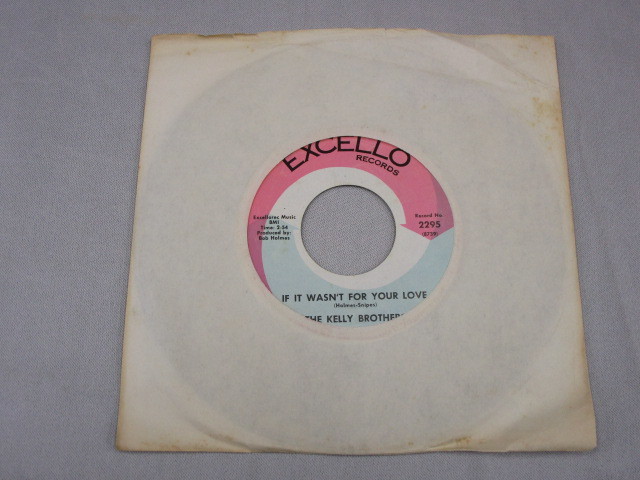 EXCELLO
RECORDS
Excellorec Music
BMI
Time: 2:54
Produced by:
Bob Holmes
Record No.
2295
IF IT WASN'T FOR YOUR LOVE
(Holmes-Snipes)
THE KELLY BROTHERS